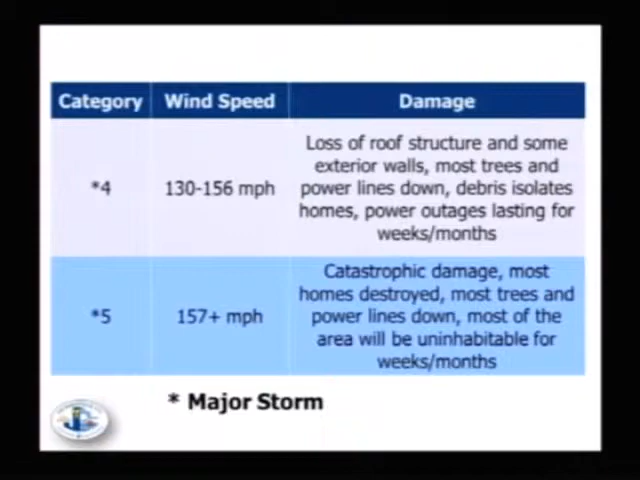 Category Wind Speed Damage
Loss of roof structure and some
exterior walls, most trees and
*4 130-156 mph power lines down, debris isolates
homes, power outages lasting for
weeks/months
Catastrophic damage, most
homes destroyed, most trees and
*5 157+ mph power lines down, most of the
area will be uninhabitable for
weeks/months
* Major Storm